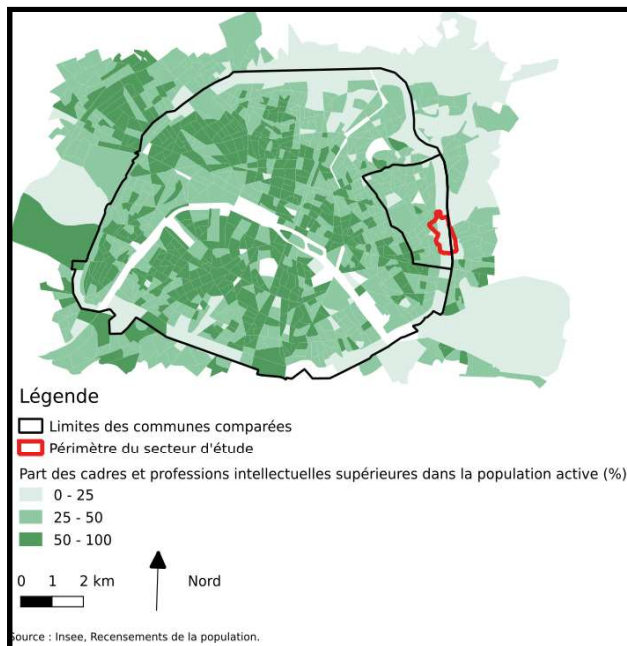 Légende
Limites des communes comparées
Périmètre du secteur d'étude
Part des cadres et professions intellectuelles supérieures dans la population active (%)
0 - 25
25 - 50
50 - 100
0 1 2 km
Nord
Source : Insee, Recensements de la population.